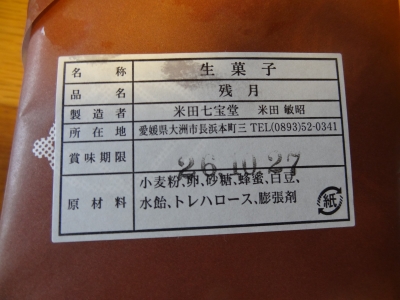 名称 生菓子
品名 残月
製造者 米田七宝堂 米田 敏昭
所在地 愛媛県大洲市長浜本町三 TEL(0893)52-0341
賞味期限 26.10.27
原材料 小麦粉、卵、砂糖、蜂蜜、白豆、
水飴、トレハロース、膨張剤
紙